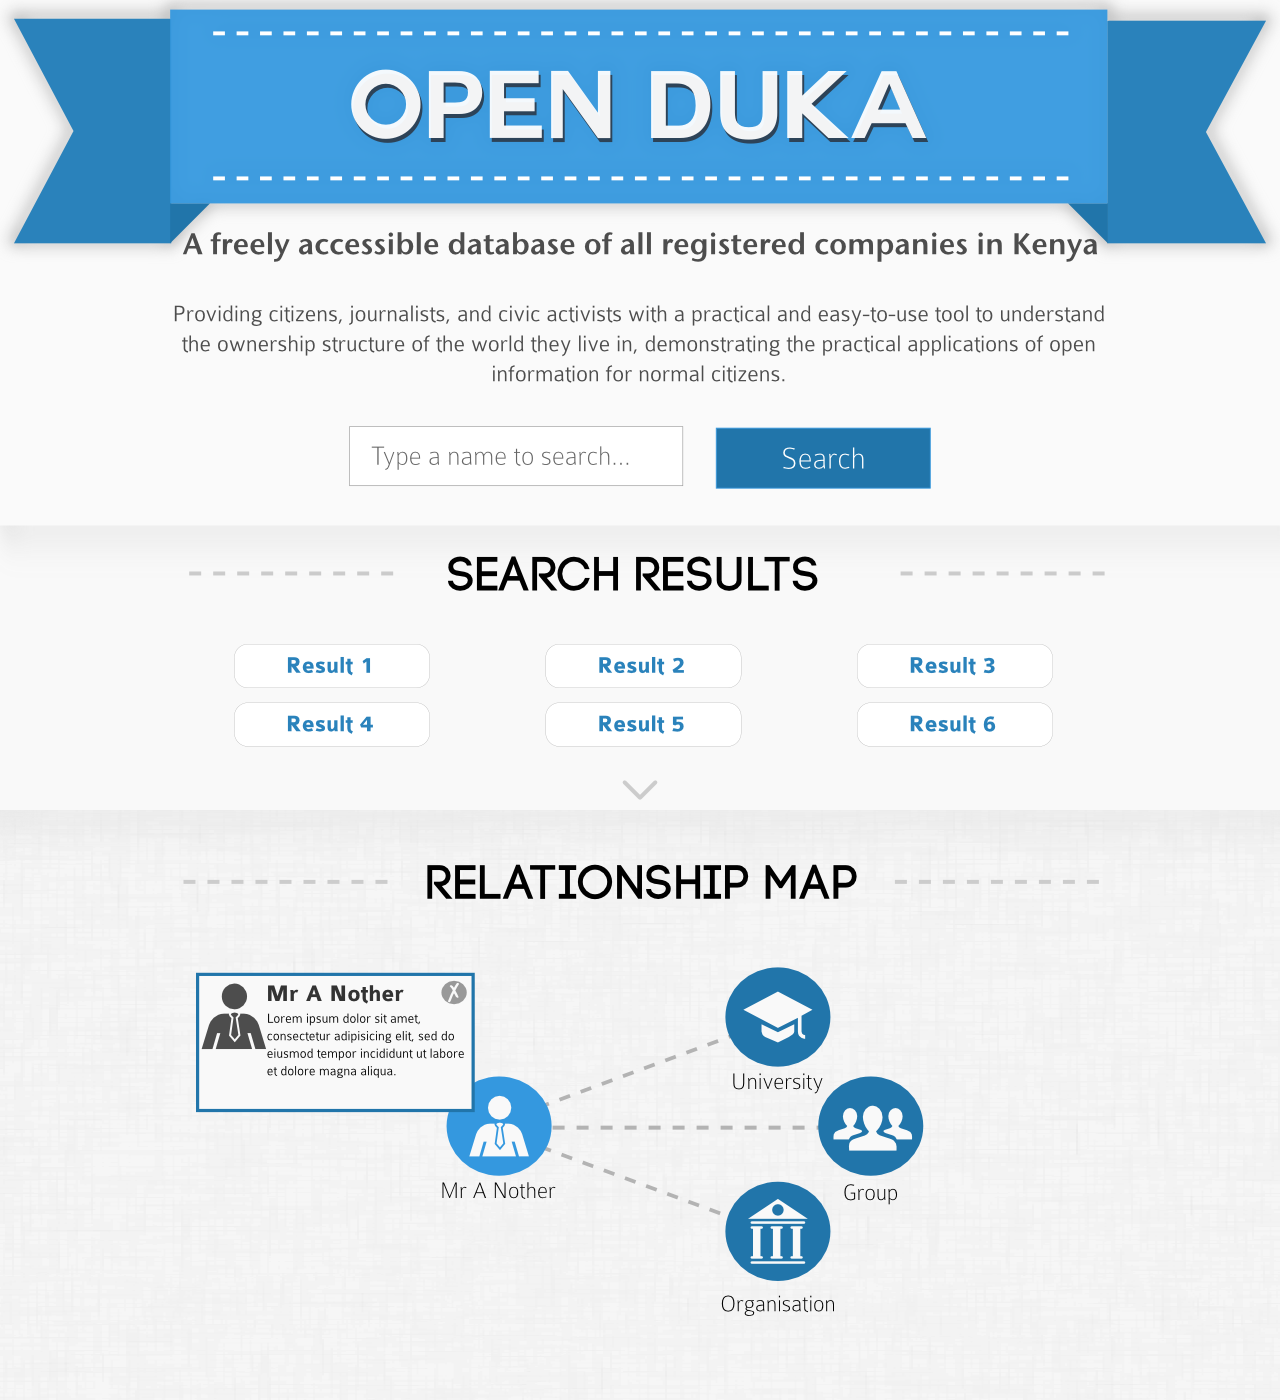 OPEN DUKA
A freely accessible database of all registered companies in Kenya
Providing citizens, journalists, and civic activists with a practical and easy-to-use tool to understand
the ownership structure of the world they live in, demonstrating the practical applications of open
information for normal citizens.
Type a name to search...
Search
SEARCH RESULTS
Result 1
Result 2
Result 3
Result 4
Result 5
Result 6
RELATIONSHIP MAP
Mr A Nother
X
Lorem ipsum dolor sit amet,
consectetur adipisicing elit, sed do
eiusmod tempor incididunt ut labore
et dolore magna aliqua.
University
Mr A Nother
Group
Organisation